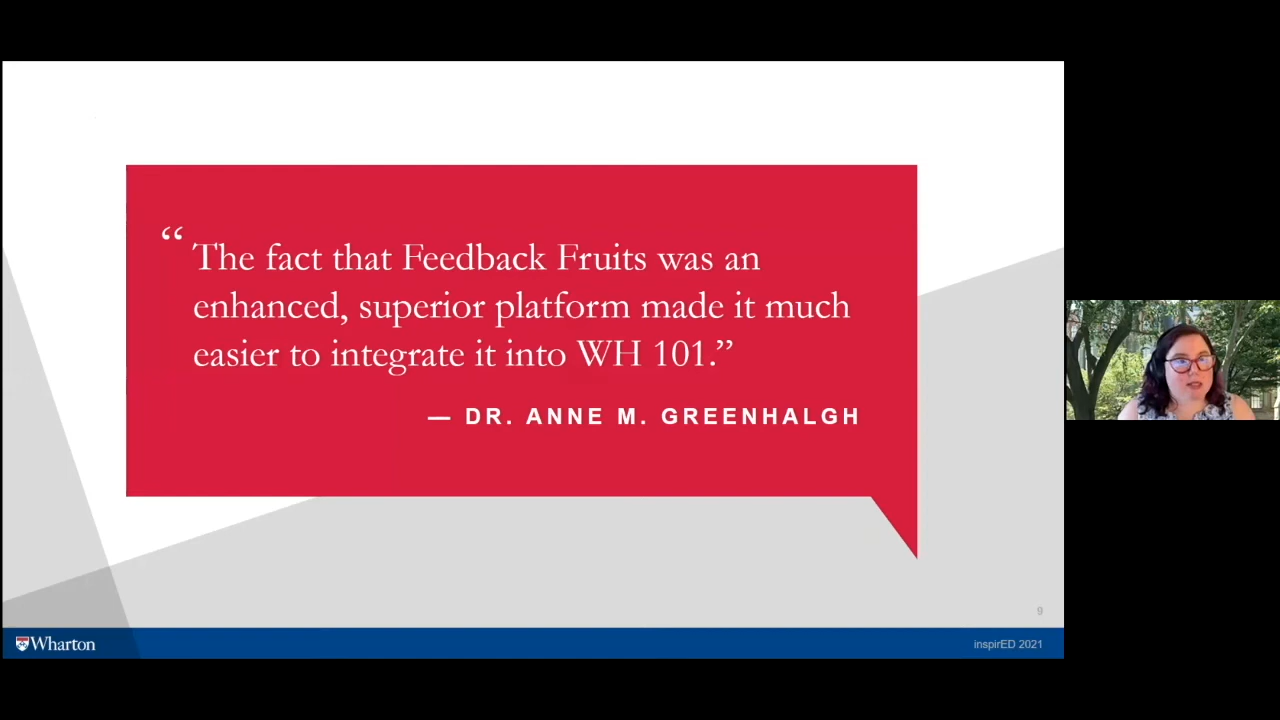 “The fact that Feedback Fruits was an
enhanced, superior platform made it much
easier to integrate it into WH 101.”
— DR. ANNE M. GREENHALGH
9
Wharton
inspirED 2021